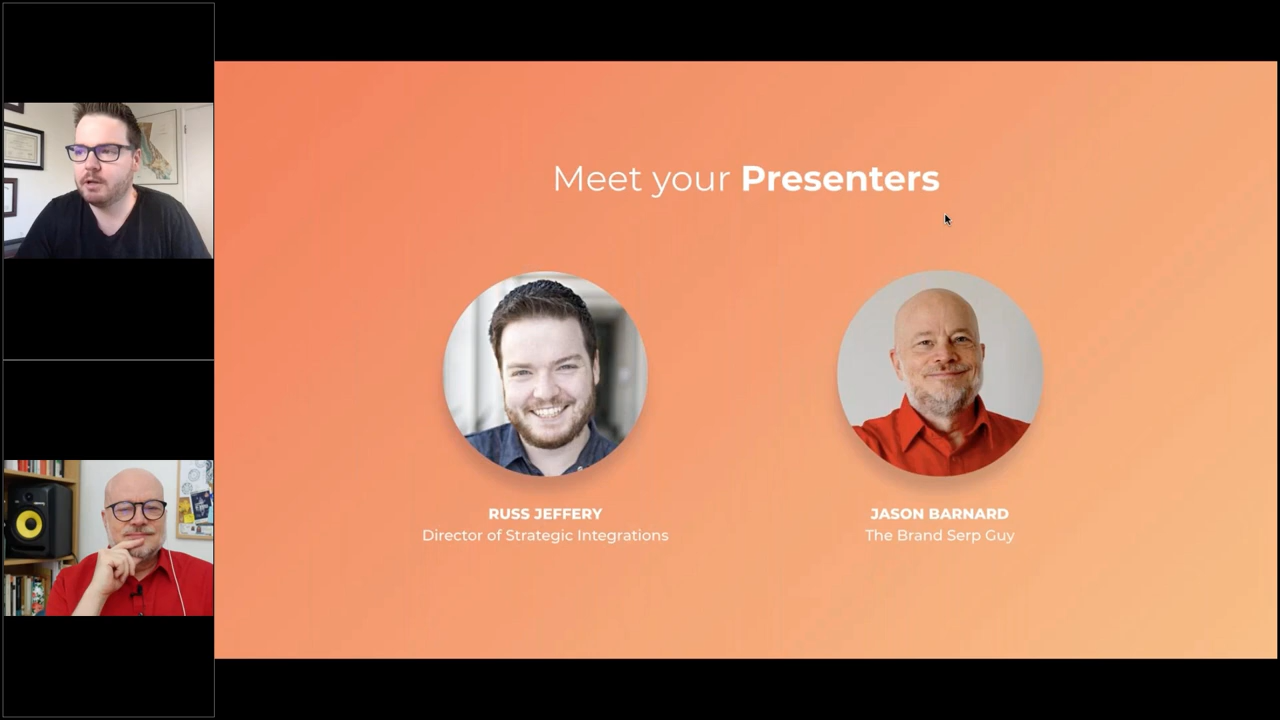 Meet your Presenters
RUSS JEFFERY
Director of Strategic Integrations
JASON BARNARD
The Brand Serp Guy